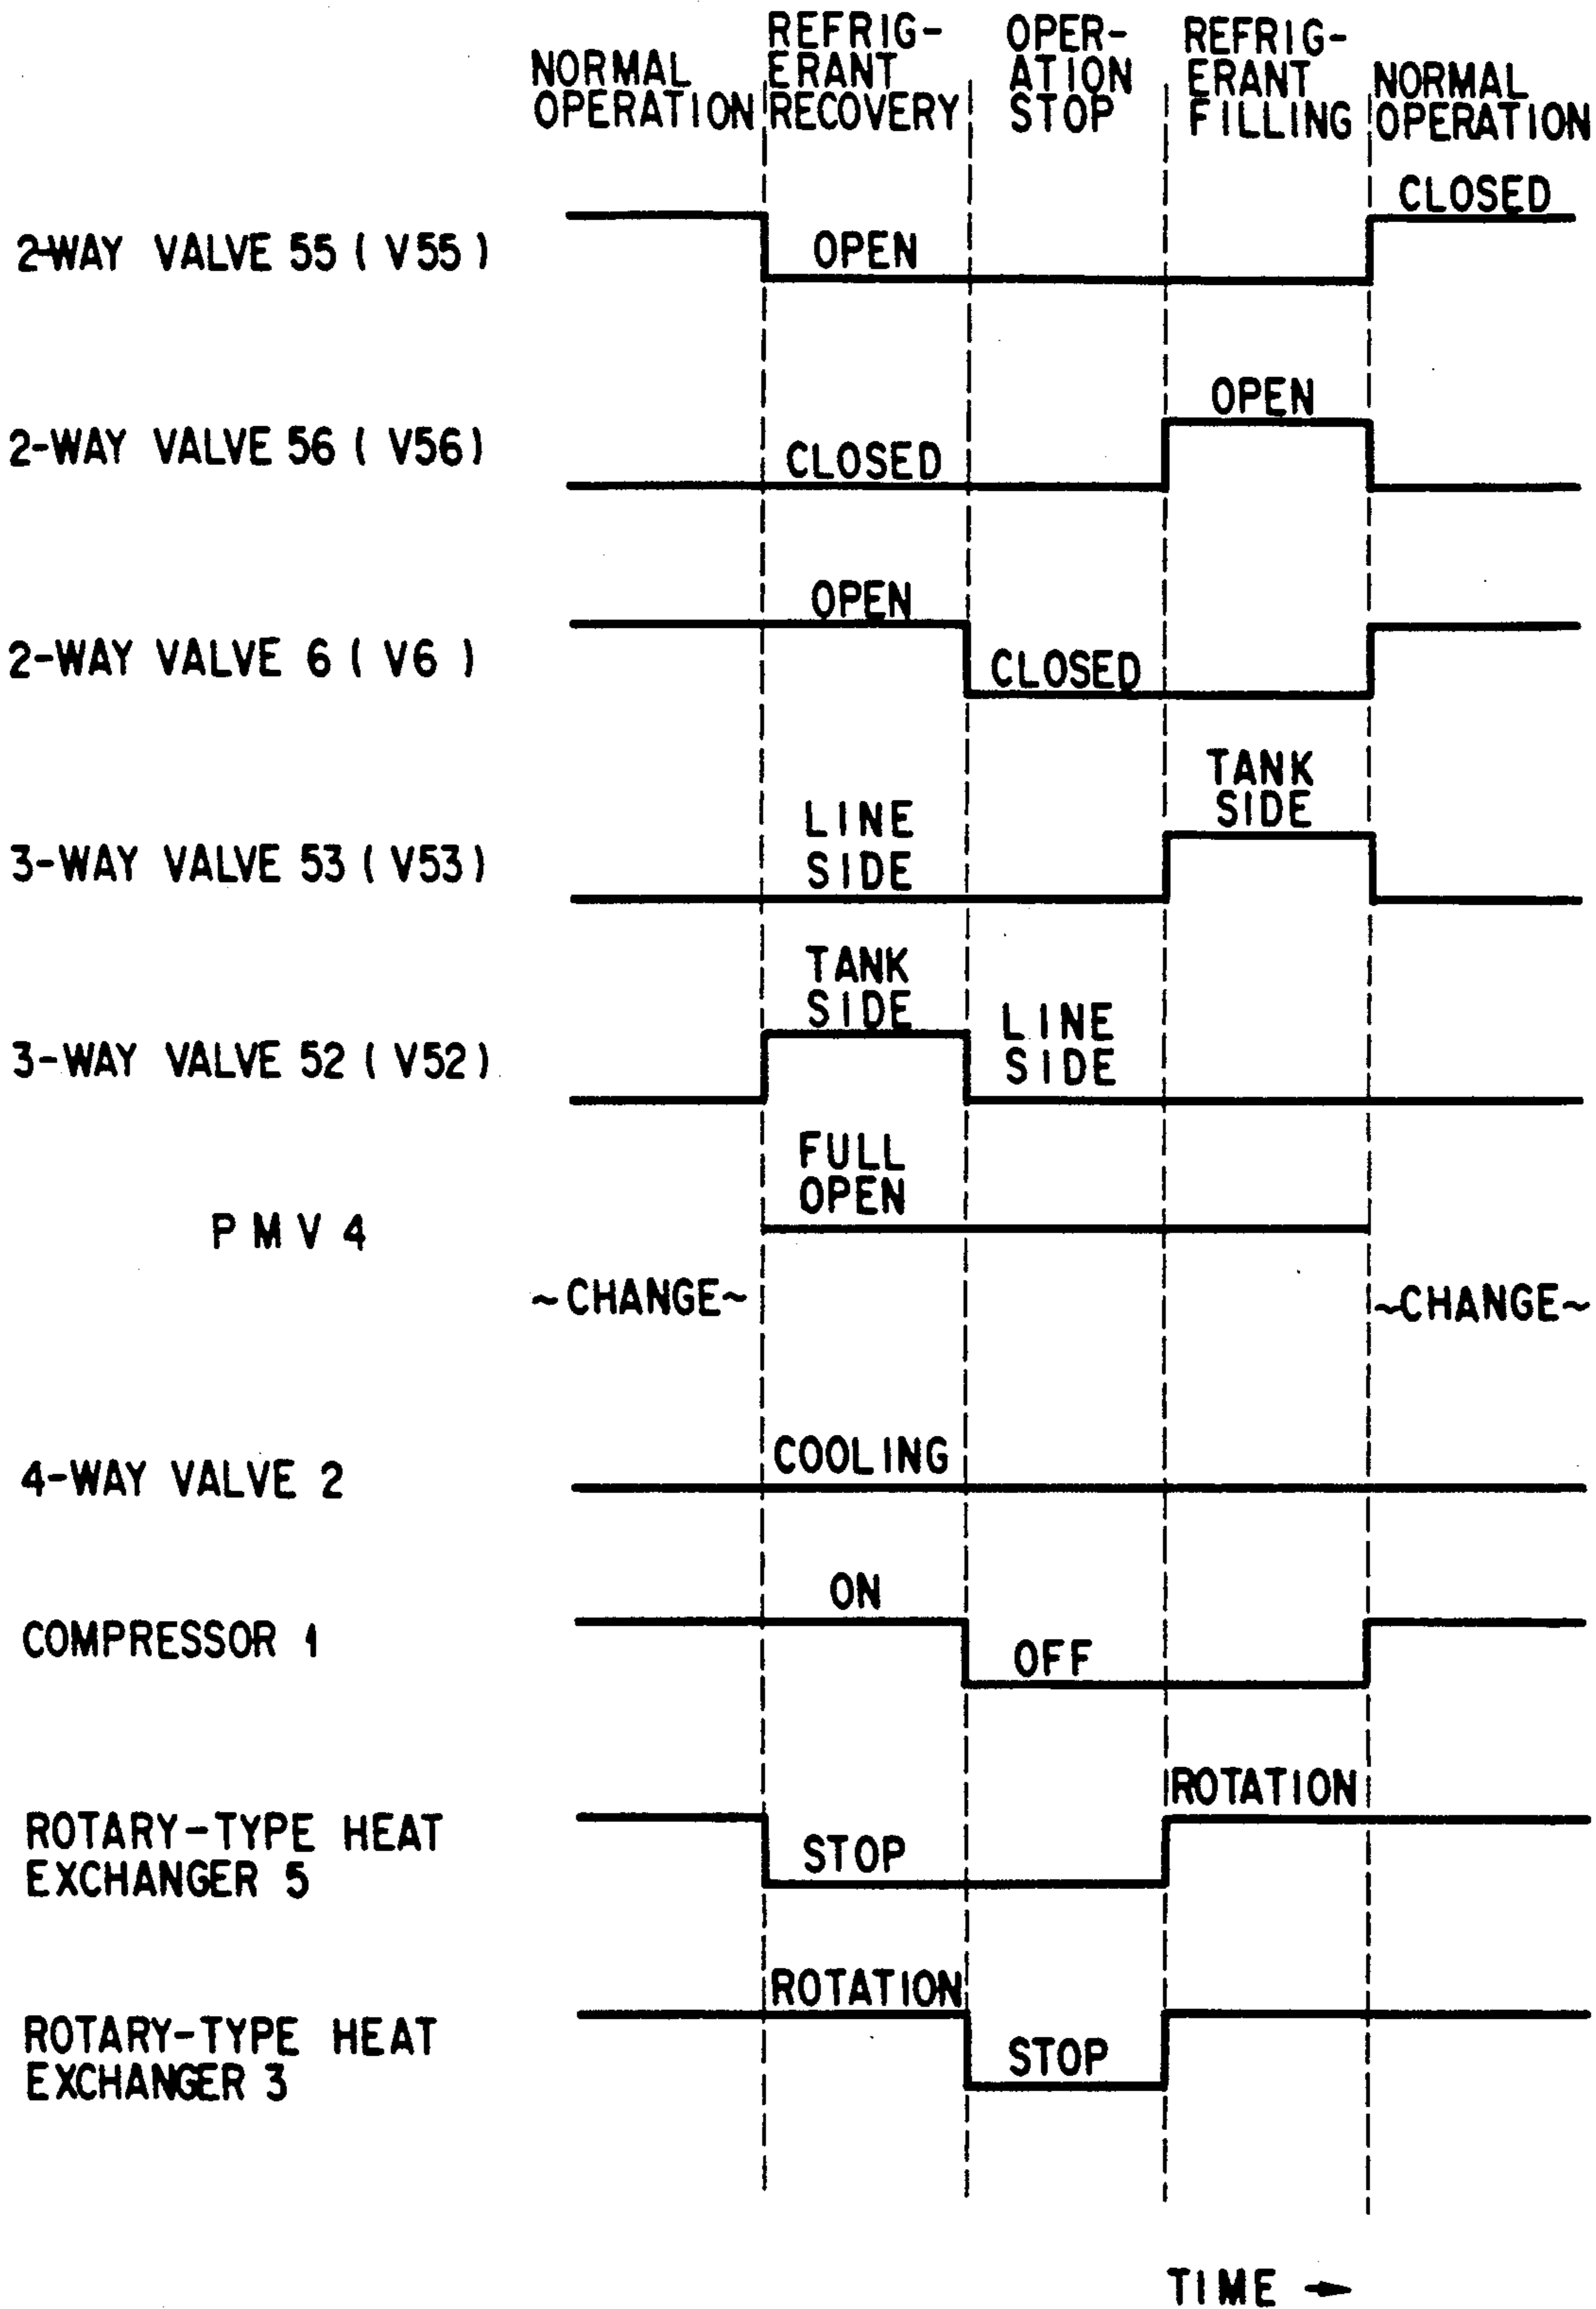 NORMAL
OPERATION
REFRIG-
ERANT
RECOVERY
OPER-
ATION
STOP
REFRIG-
ERANT
FILLING
NORMAL
OPERATION
2-WAY VALVE 55 ( V55 )
OPEN
CLOSED
2-WAY VALVE 56 ( V56)
CLOSED
OPEN
2-WAY VALVE 6 ( V6 )
OPEN
CLOSED
3-WAY VALVE 53 ( V53)
LINE
SIDE
TANK
SIDE
3-WAY VALVE 52 ( V52)
TANK
SIDE
LINE
SIDE
P M V 4
~CHANGE~
FULL
OPEN
~CHANGE~
4-WAY VALVE 2
COOLING
COMPRESSOR 1
ON
OFF
ROTARY-TYPE HEAT
EXCHANGER 5
STOP
ROTATION
ROTARY-TYPE HEAT
EXCHANGER 3
ROTATION
STOP
TIME →